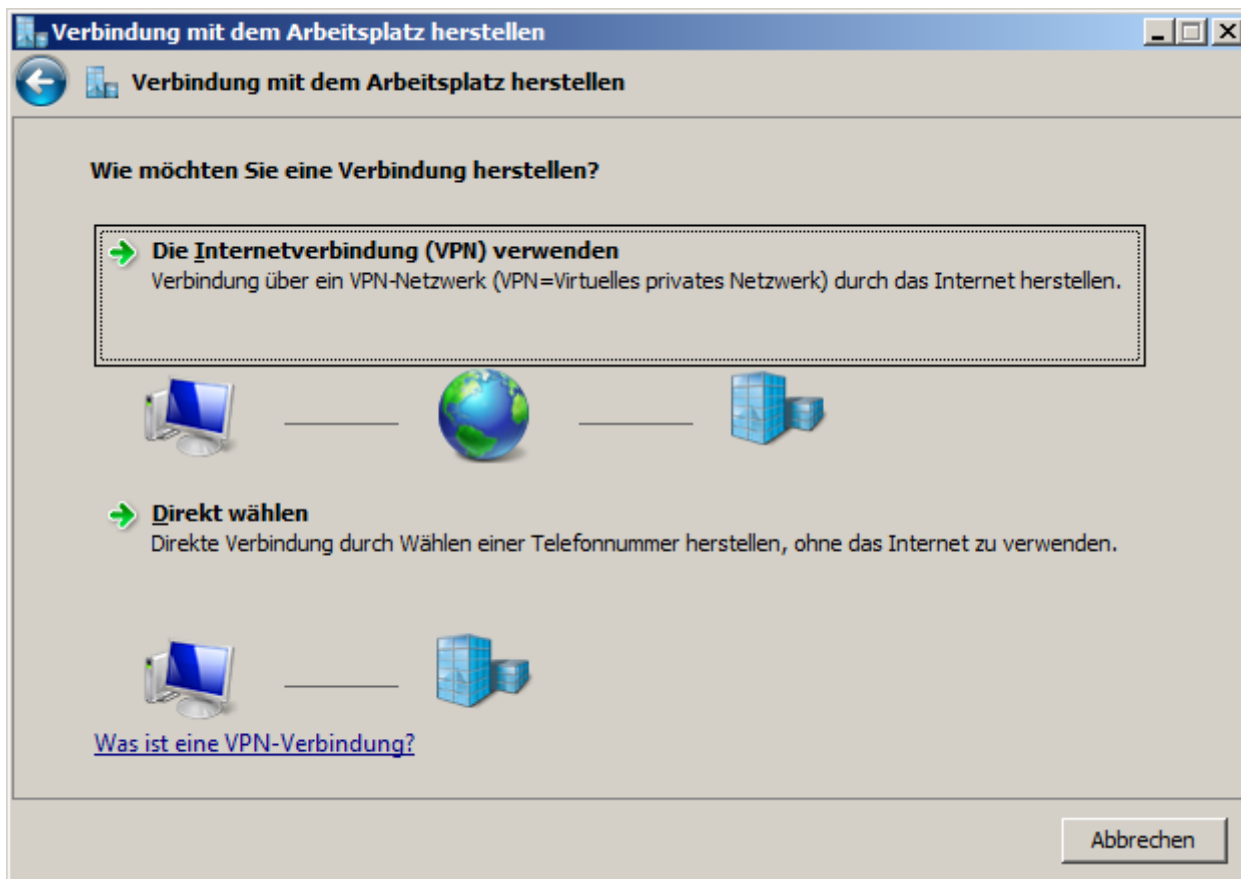 Verbindung mit dem Arbeitsplatz herstellen
Verbindung mit dem Arbeitsplatz herstellen
Wie möchten Sie eine Verbindung herstellen?
Die Internetverbindung (VPN) verwenden
Verbindung über ein VPN-Netzwerk (VPN=Virtuelles privates Netzwerk) durch das Internet herstellen.
Direkt wählen
Direkte Verbindung durch Wählen einer Telefonnummer herstellen, ohne das Internet zu verwenden.
Was ist eine VPN-Verbindung?
Abbrechen